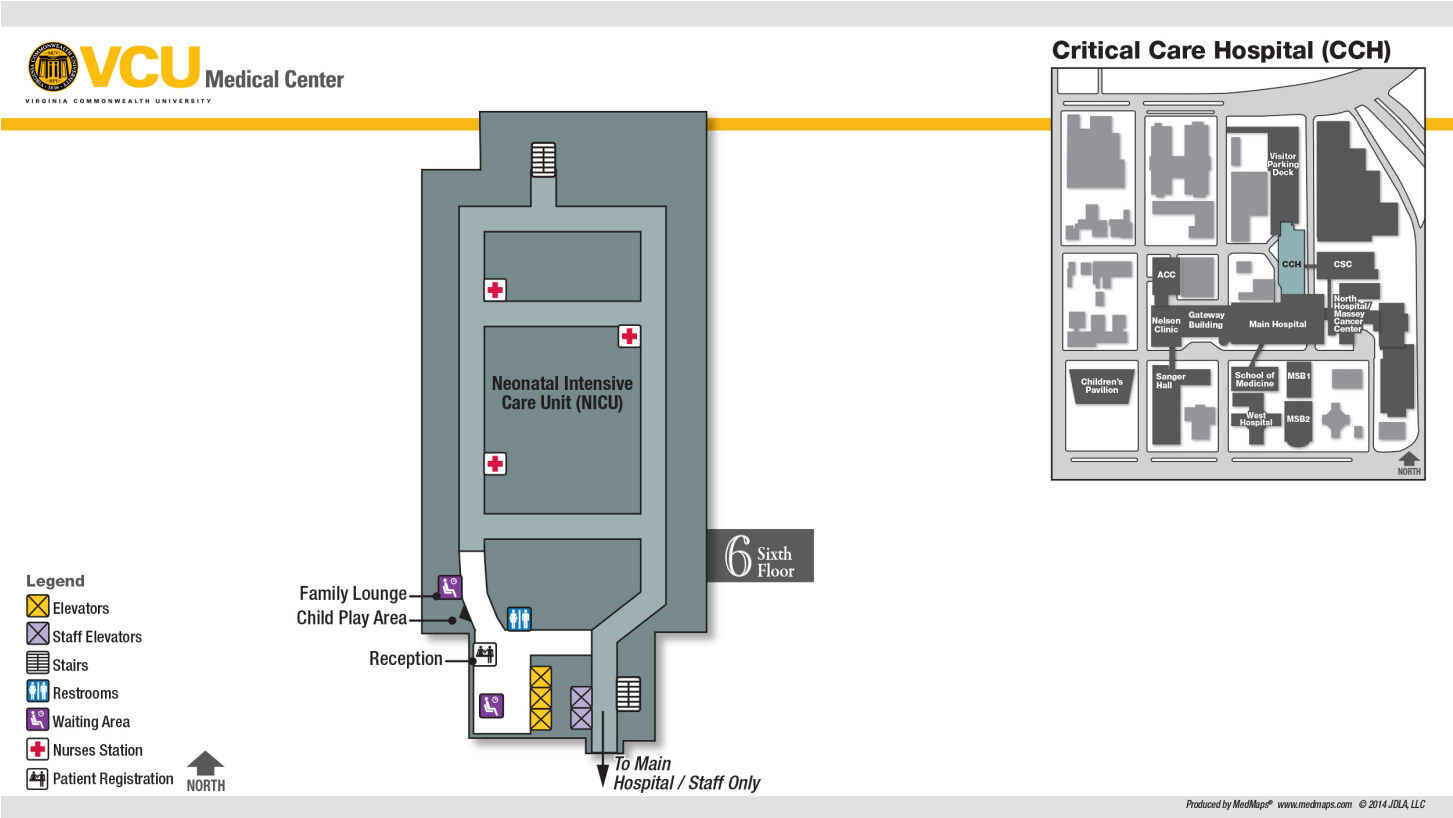 VCU Medical Center
VIRGINIA COMMONWEALTH UNIVERSITY
Critical Care Hospital (CCH)
Visitor
Parking
Deck
CCH
CSC
ACC
North
Hospital/
Massey
Cancer
Center
Nelson
Clinic
Gateway
Building
Main Hospital
Children's
Pavilion
Sanger
Hall
School of
Medicine
MSB1
West
Hospital
MSB2
NORTH
Neonatal Intensive
Care Unit (NICU)
6 Sixth
Floor
Family Lounge
Child Play Area
Reception
To Main
Hospital / Staff Only
Legend
Elevators
Staff Elevators
Stairs
Restrooms
Waiting Area
Nurses Station
Patient Registration
NORTH
Produced by MedMaps® www.medmaps.com © 2014 JDLA, LLC